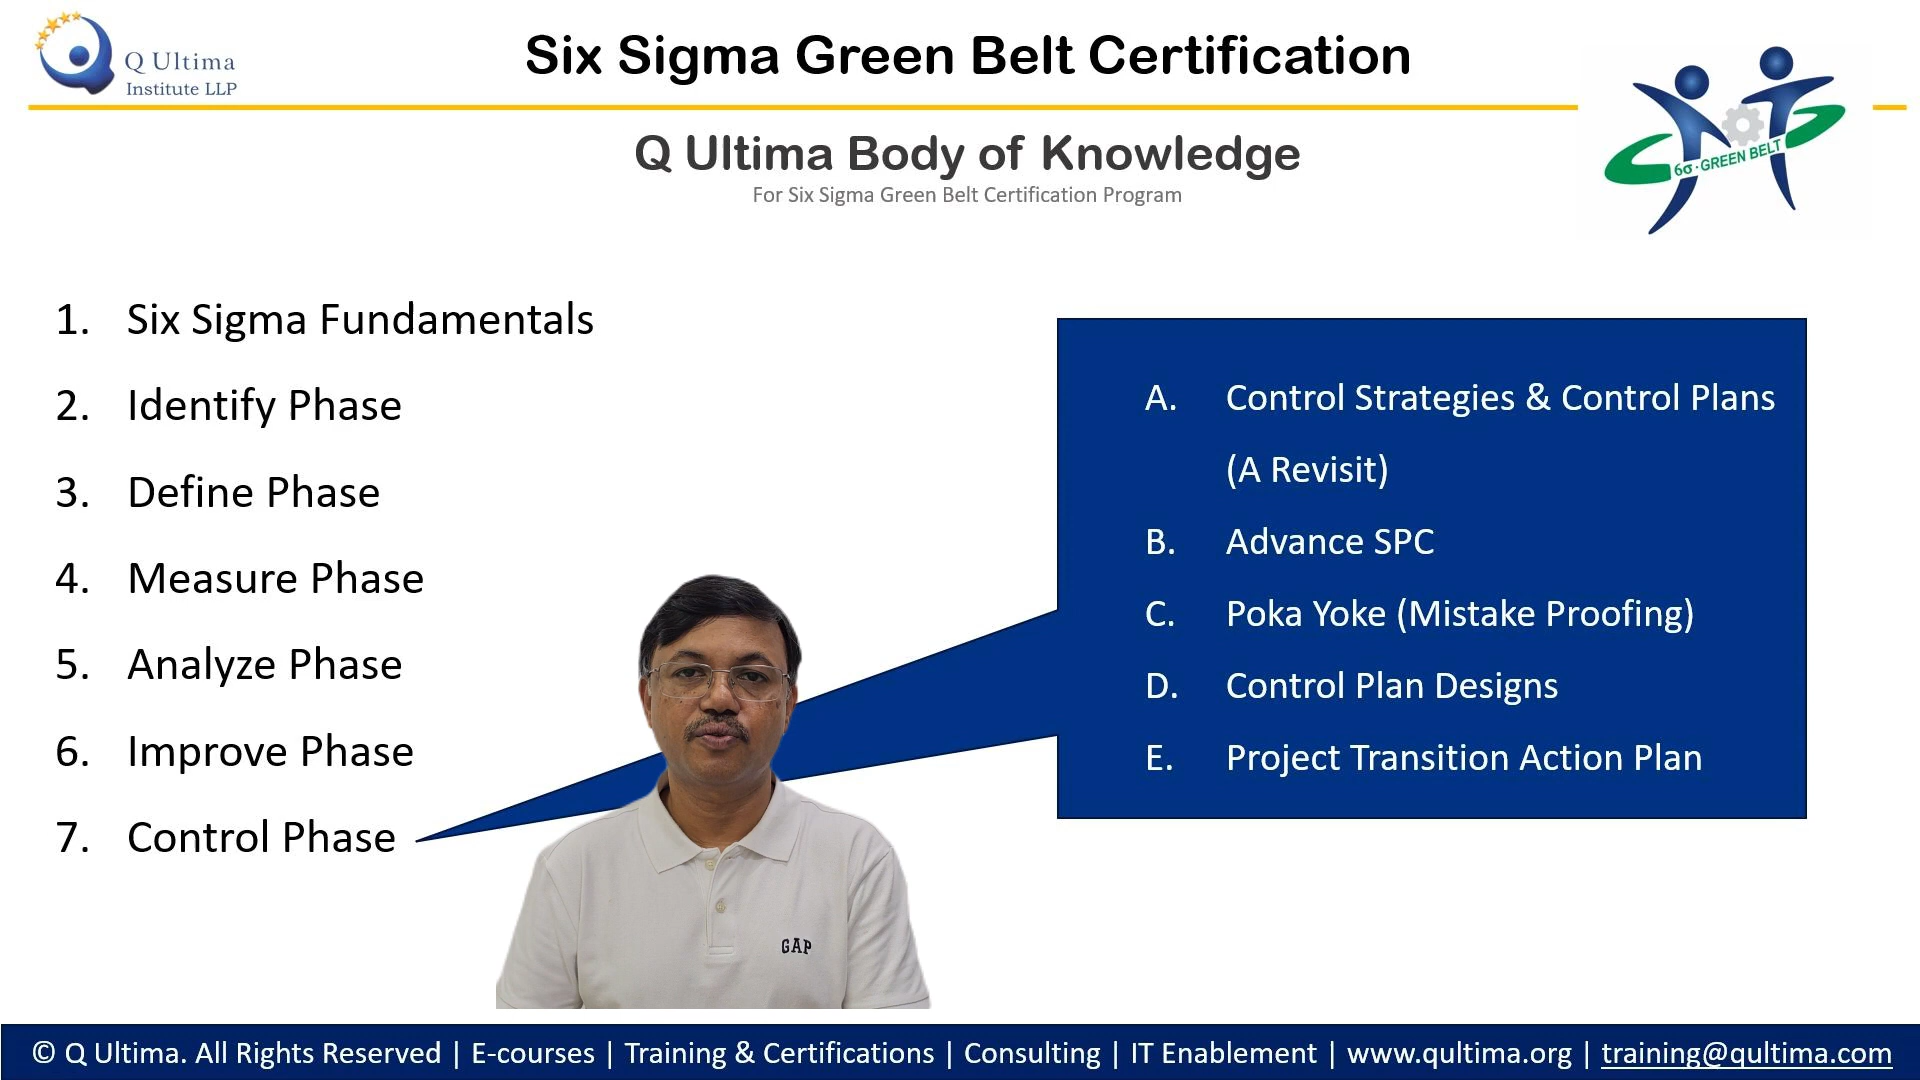 Q Ultima
Institute LLP
Six Sigma Green Belt Certification
Q Ultima Body of Knowledge
For Six Sigma Green Belt Certification Program
6σ·GREEN BELT
1. Six Sigma Fundamentals
2. Identify Phase
3. Define Phase
4. Measure Phase
5. Analyze Phase
6. Improve Phase
7. Control Phase
A. Control Strategies & Control Plans
(A Revisit)
B. Advance SPC
C. Poka Yoke (Mistake Proofing)
D. Control Plan Designs
E. Project Transition Action Plan
GAP
© Q Ultima. All Rights Reserved | E-courses | Training & Certifications | Consulting | IT Enablement | www.qultima.org | training@qultima.com